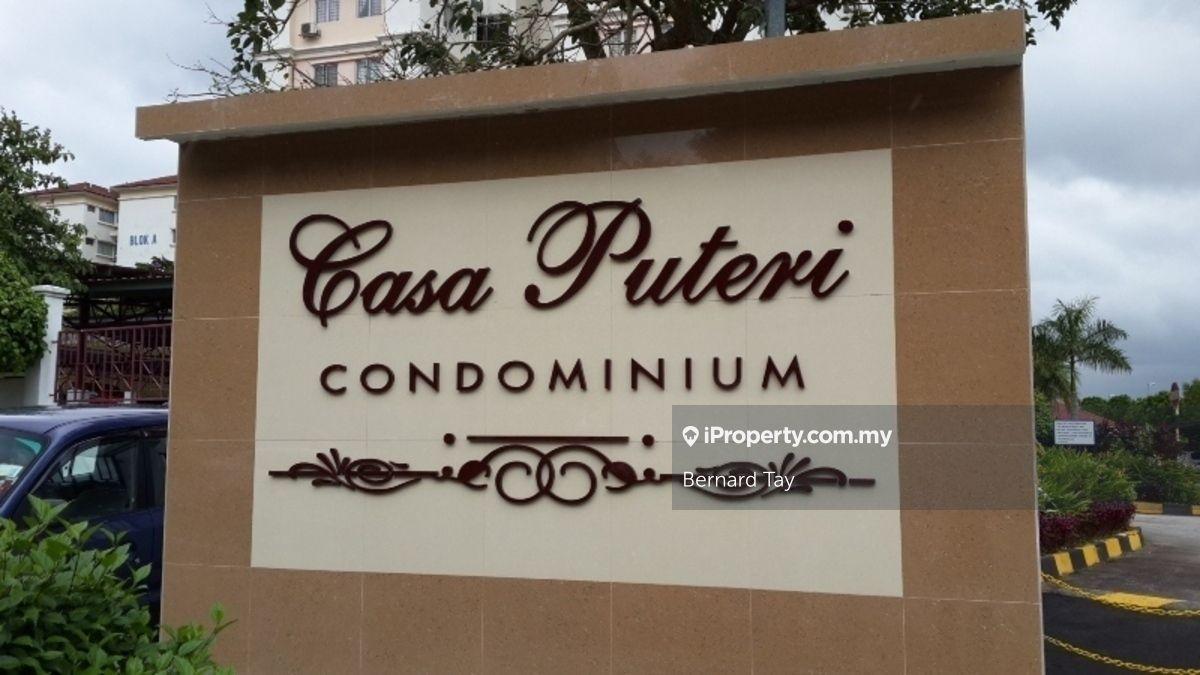 BLOK A
Casa Puteri
CONDOMINIUM
iProperty.com.my
Bernard Tay